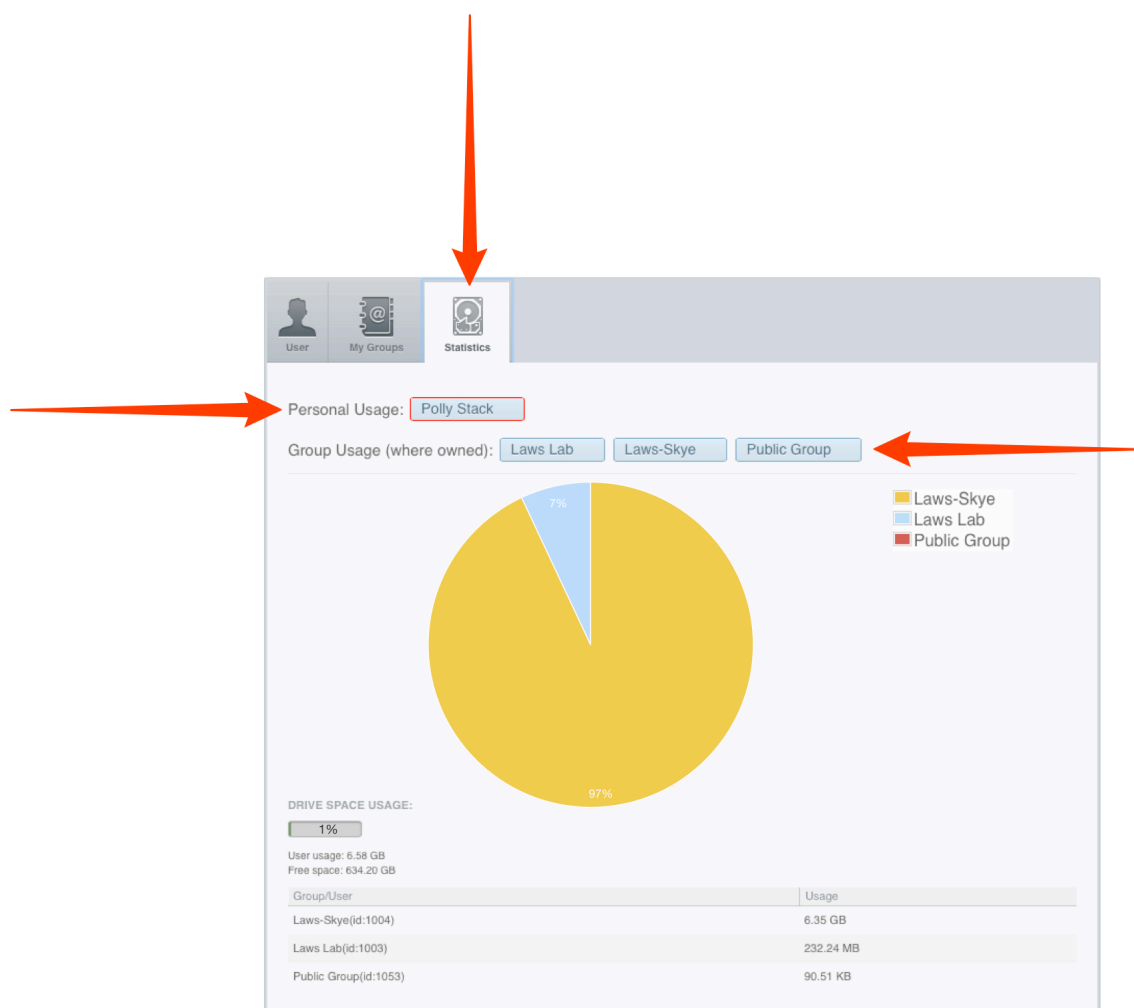 User My Groups Statistics
Personal Usage: Polly Stack
Group Usage (where owned): Laws Lab Laws-Skye Public Group
7%
Laws-Skye
Laws Lab
Public Group
97%
DRIVE SPACE USAGE:
1%
User usage: 6.58 GB
Free space: 634.20 GB
Group/User Usage
Laws-Skye(id:1004) 6.35 GB
Laws Lab(id:1003) 232.24 MB
Public Group(id:1053) 90.51 KB